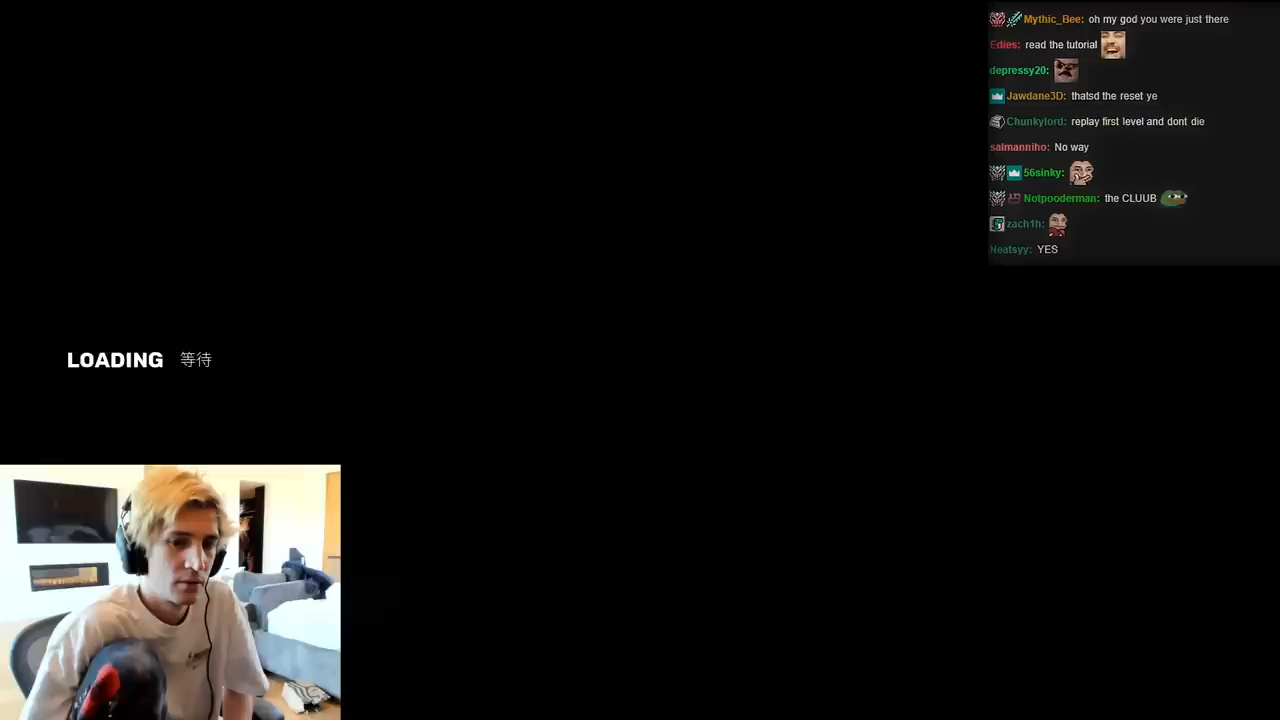 Mythic_Bee: oh my god you were just there
Edies: read the tutorial
depressy20:
Jawdane3D: thatsd the reset ye
Chunkylord: replay first level and dont die
salmanniho: No way
56sinky:
Notpooderman: the CLUUB
zach1h:
Neatsyy: YES
LOADING 等待